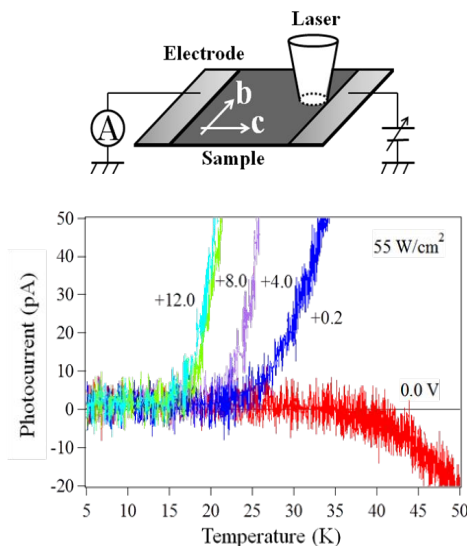 Laser
Electrode
A
b
c
Sample
50
40
30
20
10
0
-10
-20
55 W/cm²
+12.0
+8.0
+4.0
+0.2
0.0 V
Photocurrent (pA)
5 10 15 20 25 30 35 40 45 50
Temperature (K)